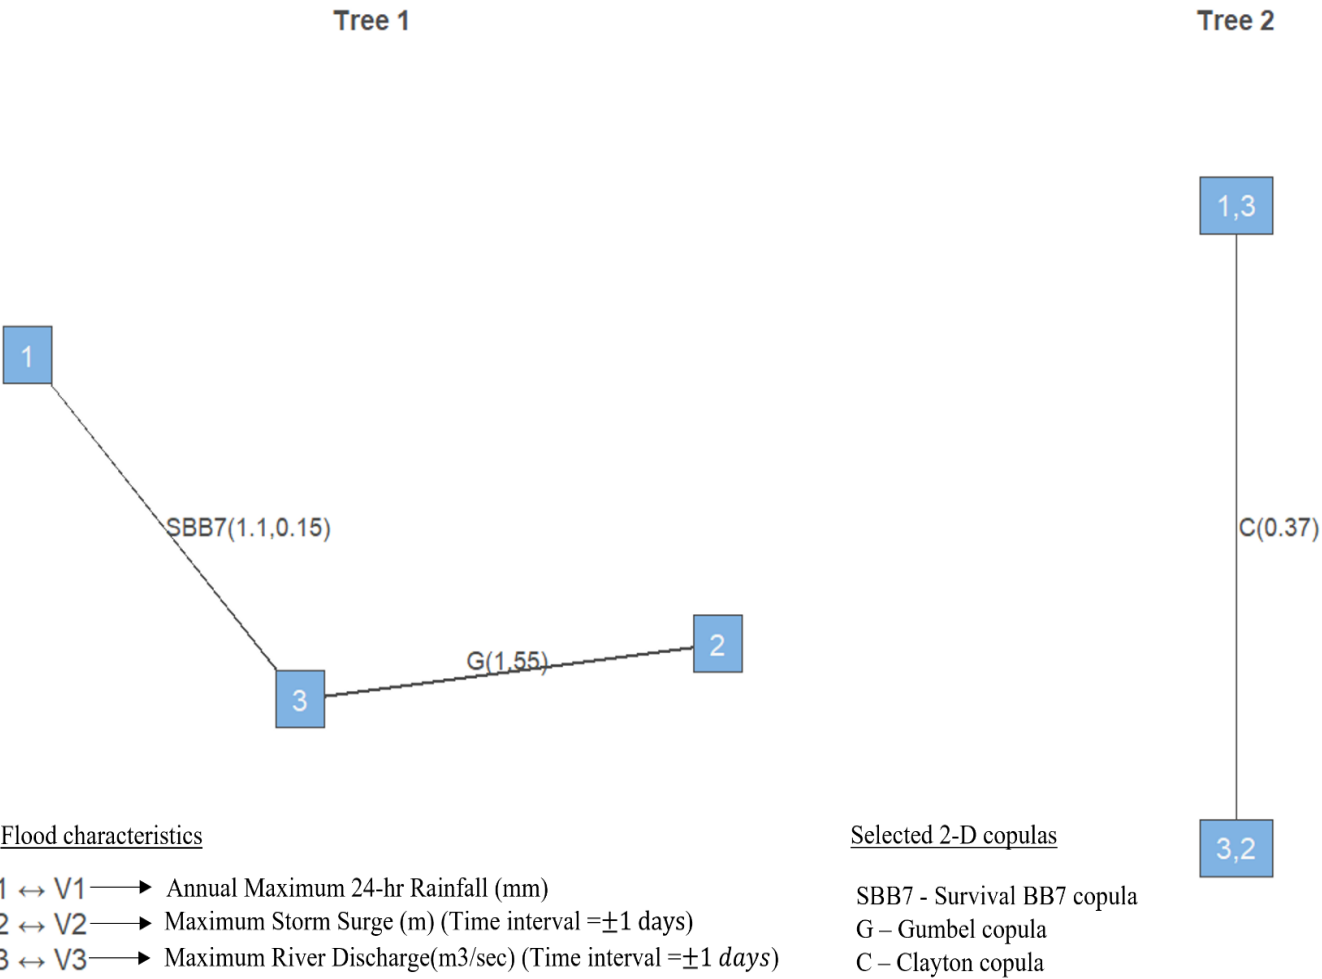 Tree 1
Tree 2
1,3
1
SBB7(1.1,0.15)
C(0.37)
2
G(1.55)
3
3,2
Flood characteristics
1 ↔ V1 → Annual Maximum 24-hr Rainfall (mm)
2 ↔ V2 → Maximum Storm Surge (m) (Time interval =±1 days)
3 ↔ V3 → Maximum River Discharge(m3/sec) (Time interval =±1 days)
Selected 2-D copulas
SBB7 - Survival BB7 copula
G – Gumbel copula
C – Clayton copula